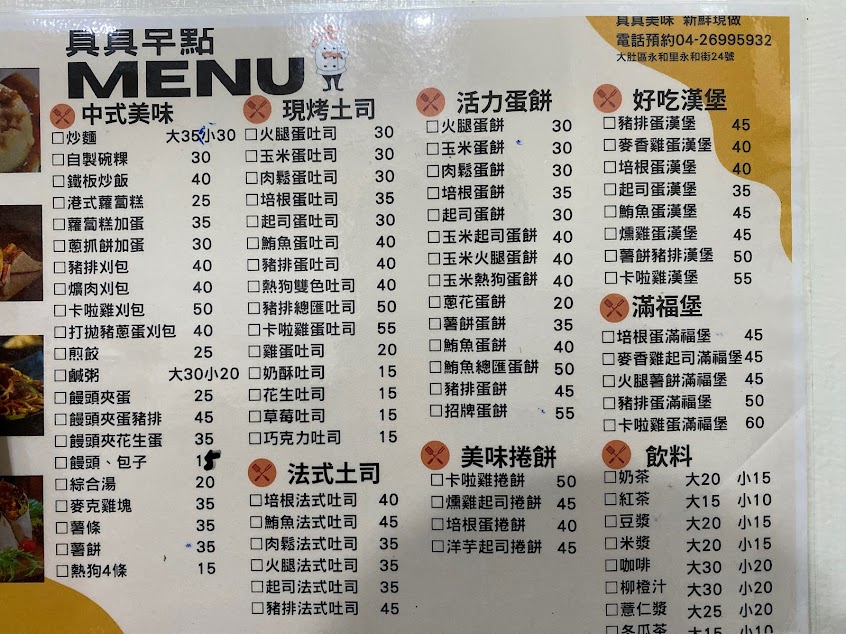 真真早點
MENU
真真美味 新鮮現做
電話預約04-26995932
大肚區永和里永和街24號
中式美味
□炒麵 大35小30
□自製碗粿 30
□鐵板炒飯 40
□港式蘿蔔糕 25
□蘿蔔糕加蛋 35
□蔥抓餅加蛋 30
□豬排刈包 40
□爌肉刈包 40
□卡啦雞刈包 50
□打拋豬蔥蛋刈包 40
□煎餃 25
□鹹粥 大30小20
□饅頭夾蛋 25
□饅頭夾蛋豬排 45
□饅頭夾花生蛋 35
□饅頭、包子 15
□綜合湯 20
□麥克雞塊 35
□薯條 35
□薯餅 35
□熱狗4條 15
現烤土司
□火腿蛋吐司 30
□玉米蛋吐司 30
□肉鬆蛋吐司 30
□培根蛋吐司 35
□起司蛋吐司 30
□鮪魚蛋吐司 40
□豬排蛋吐司 40
□熱狗雙色吐司 40
□豬排總匯吐司 50
□卡啦雞蛋吐司 55
□雞蛋吐司 20
□奶酥吐司 15
□花生吐司 15
□草莓吐司 15
□巧克力吐司 15
法式土司
□培根法式吐司 40
□鮪魚法式吐司 45
□肉鬆法式吐司 35
□火腿法式吐司 35
□起司法式吐司 35
□豬排法式吐司 45
活力蛋餅
□火腿蛋餅 30
□玉米蛋餅 30
□肉鬆蛋餅 30
□培根蛋餅 35
□起司蛋餅 30
□玉米起司蛋餅 40
□玉米火腿蛋餅 40
□玉米熱狗蛋餅 40
□蔥花蛋餅 20
□薯餅蛋餅 35
□鮪魚蛋餅 40
□鮪魚總匯蛋餅 50
□豬排蛋餅 45
□招牌蛋餅 55
美味捲餅
□卡啦雞捲餅 50
□燻雞起司捲餅 45
□培根蛋捲餅 40
□洋芋起司捲餅 45
好吃漢堡
□豬排蛋漢堡 45
□麥香雞蛋漢堡 40
□培根蛋漢堡 40
□起司蛋漢堡 35
□鮪魚蛋漢堡 45
□燻雞蛋漢堡 45
□薯餅豬排漢堡 50
□卡啦雞漢堡 55
滿福堡
□培根蛋滿福堡 45
□麥香雞起司滿福堡45
□火腿薯餅滿福堡 45
□豬排蛋滿福堡 50
□卡啦雞蛋滿福堡 60
飲料
□奶茶 大20 小15
□紅茶 大15 小10
□豆漿 大20 小15
□米漿 大20 小15
□咖啡 大30 小20
□柳橙汁 大30 小20
□薏仁漿 大25 小20
□冬瓜茶 大15 小10